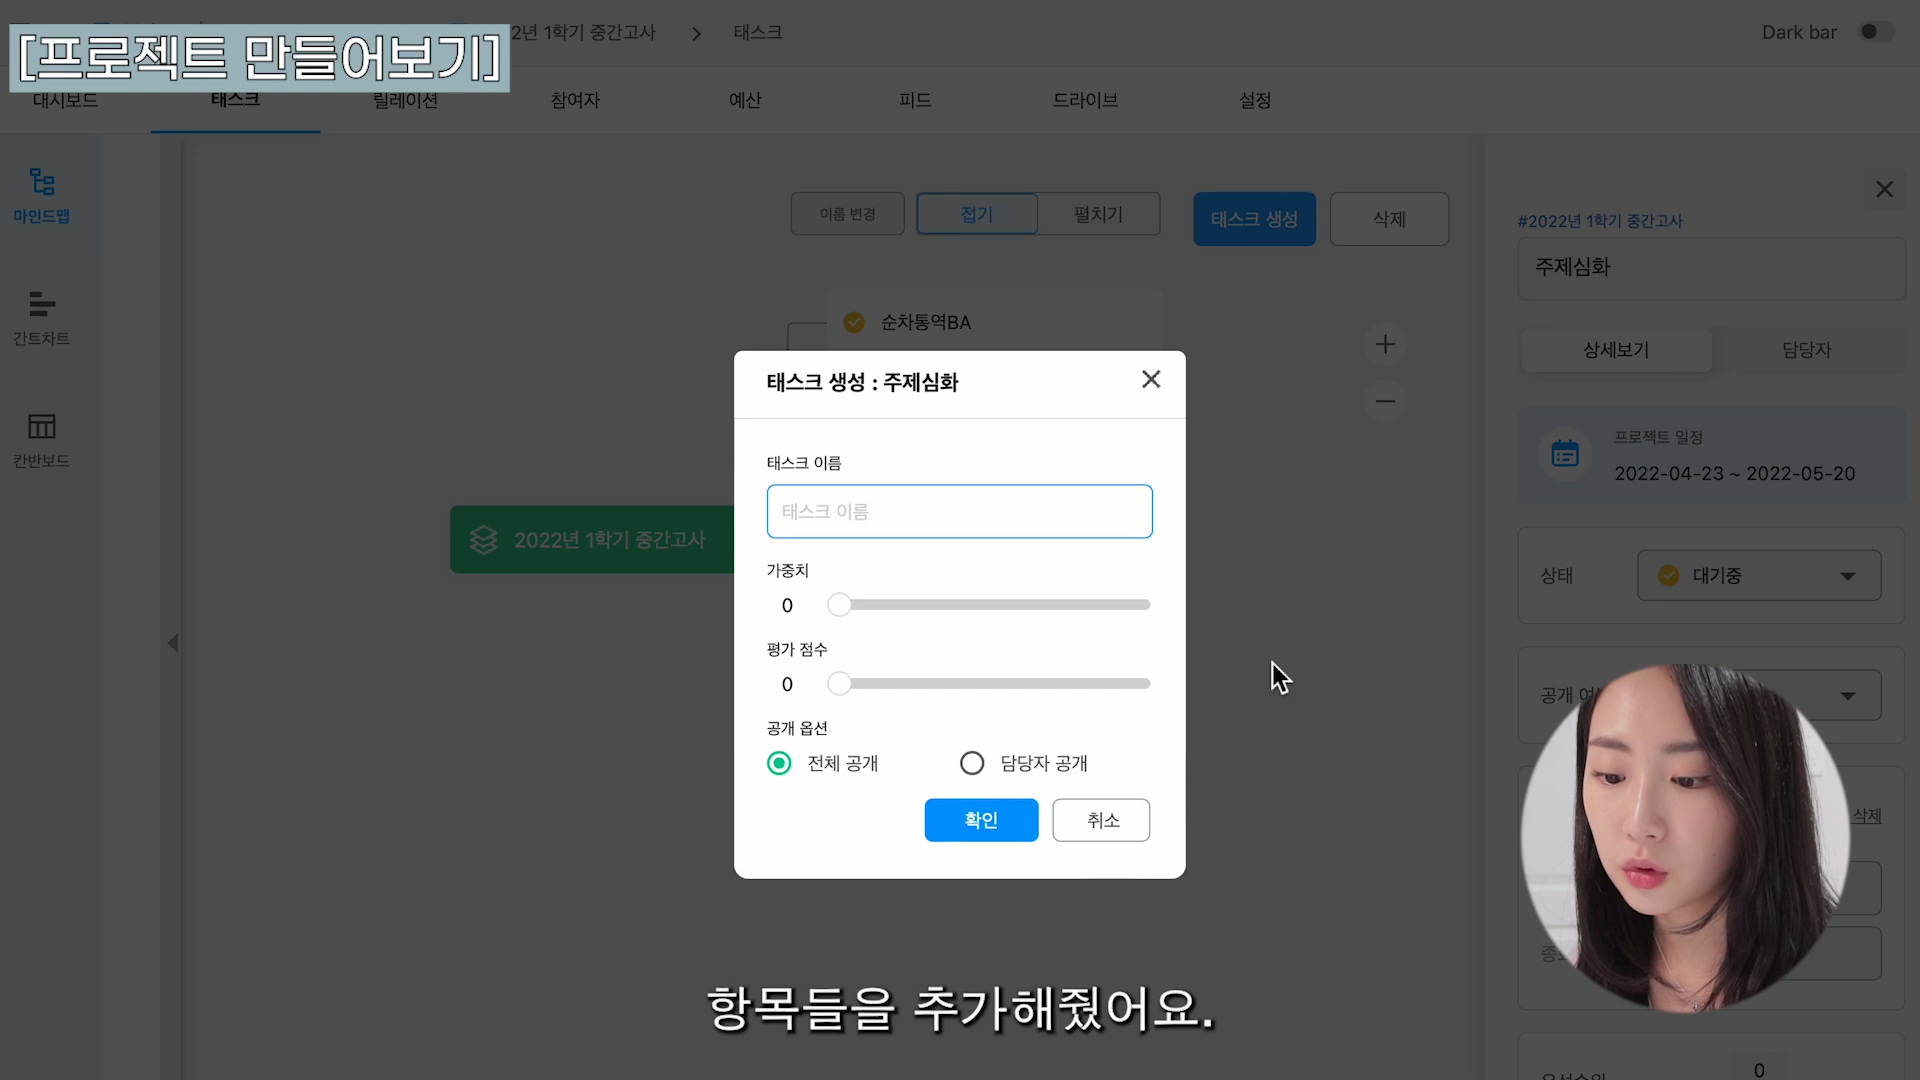 [프로젝트 만들어보기]
2년 1학기 중간고사 > 태스크
Dark bar
대시보드 태스크 릴레이션 참여자 예산 피드 드라이브 설정
마인드맵
간트차트
칸반보드
이름 변경 접기 펼치기 태스크 생성 삭제
순차통역BA
2022년 1학기 중간고사
태스크 생성 : 주제심화
태스크 이름
태스크 이름
가중치
0
평가 점수
0
공개 옵션
전체 공개 담당자 공개
확인 취소
#2022년 1학기 중간고사
주제심화
상세보기 담당자
프로젝트 일정
2022-04-23 ~ 2022-05-20
상태 대기중
공개
삭제
0
항목들을 추가해줬어요.